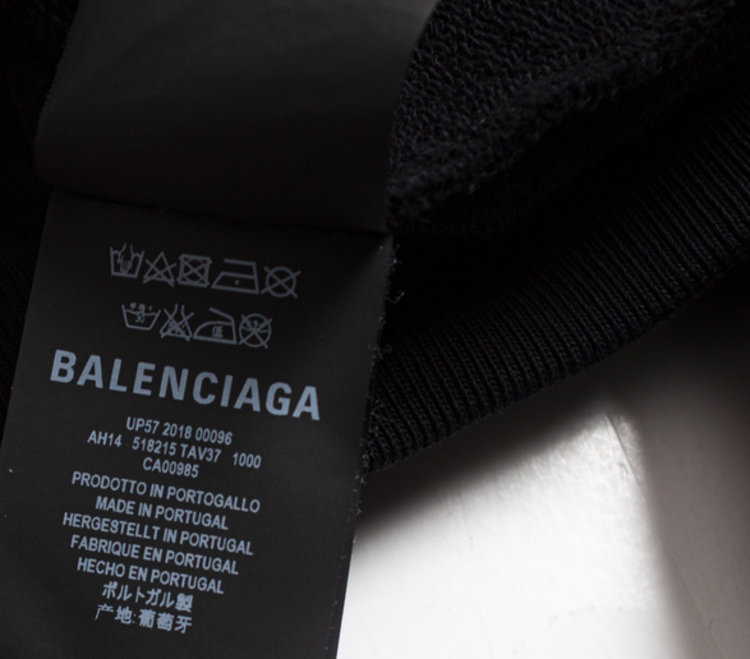 BALENCIAGA
UP57 2018 00096
AH14 518215 TAV37 1000
CA00985
PRODOTTO IN PORTOGALLO
MADE IN PORTUGAL
HERGESTELLT IN PORTUGAL
FABRIQUE EN PORTUGAL
HECHO EN PORTUGAL
ポルトガル製
产地:葡萄牙